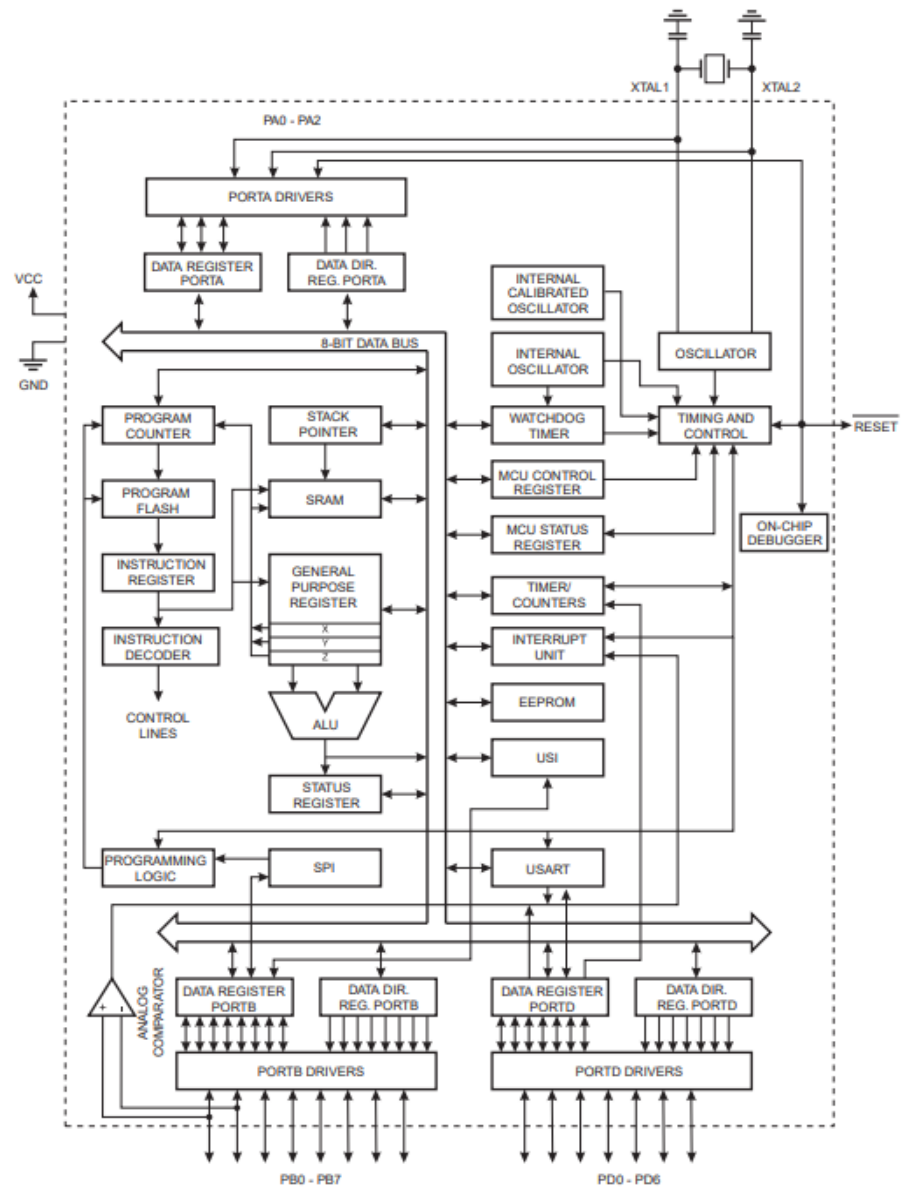 XTAL1
XTAL2
PA0 - PA2
PORTA DRIVERS
DATA REGISTER
PORTA
DATA DIR.
REG. PORTA
VCC
GND
8-BIT DATA BUS
INTERNAL
CALIBRATED
OSCILLATOR
INTERNAL
OSCILLATOR
OSCILLATOR
PROGRAM
COUNTER
STACK
POINTER
WATCHDOG
TIMER
TIMING AND
CONTROL
RESET
PROGRAM
FLASH
SRAM
MCU CONTROL
REGISTER
MCU STATUS
REGISTER
ON-CHIP
DEBUGGER
INSTRUCTION
REGISTER
GENERAL
PURPOSE
REGISTER
X
Y
Z
TIMER/
COUNTERS
INSTRUCTION
DECODER
INTERRUPT
UNIT
CONTROL
LINES
ALU
EEPROM
USI
STATUS
REGISTER
PROGRAMMING
LOGIC
SPI
USART
ANALOG
COMPARATOR
+
-
DATA REGISTER
PORTB
DATA DIR.
REG. PORTB
DATA REGISTER
PORTD
DATA DIR.
REG. PORTD
PORTB DRIVERS
PORTD DRIVERS
PB0 - PB7
PD0 - PD6